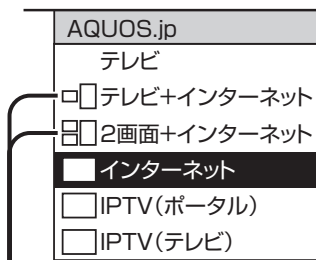 AQUOS.jp
テレビ
テレビ+インターネット
2画面+インターネット
インターネット
IPTV(ポータル)
IPTV(テレビ)